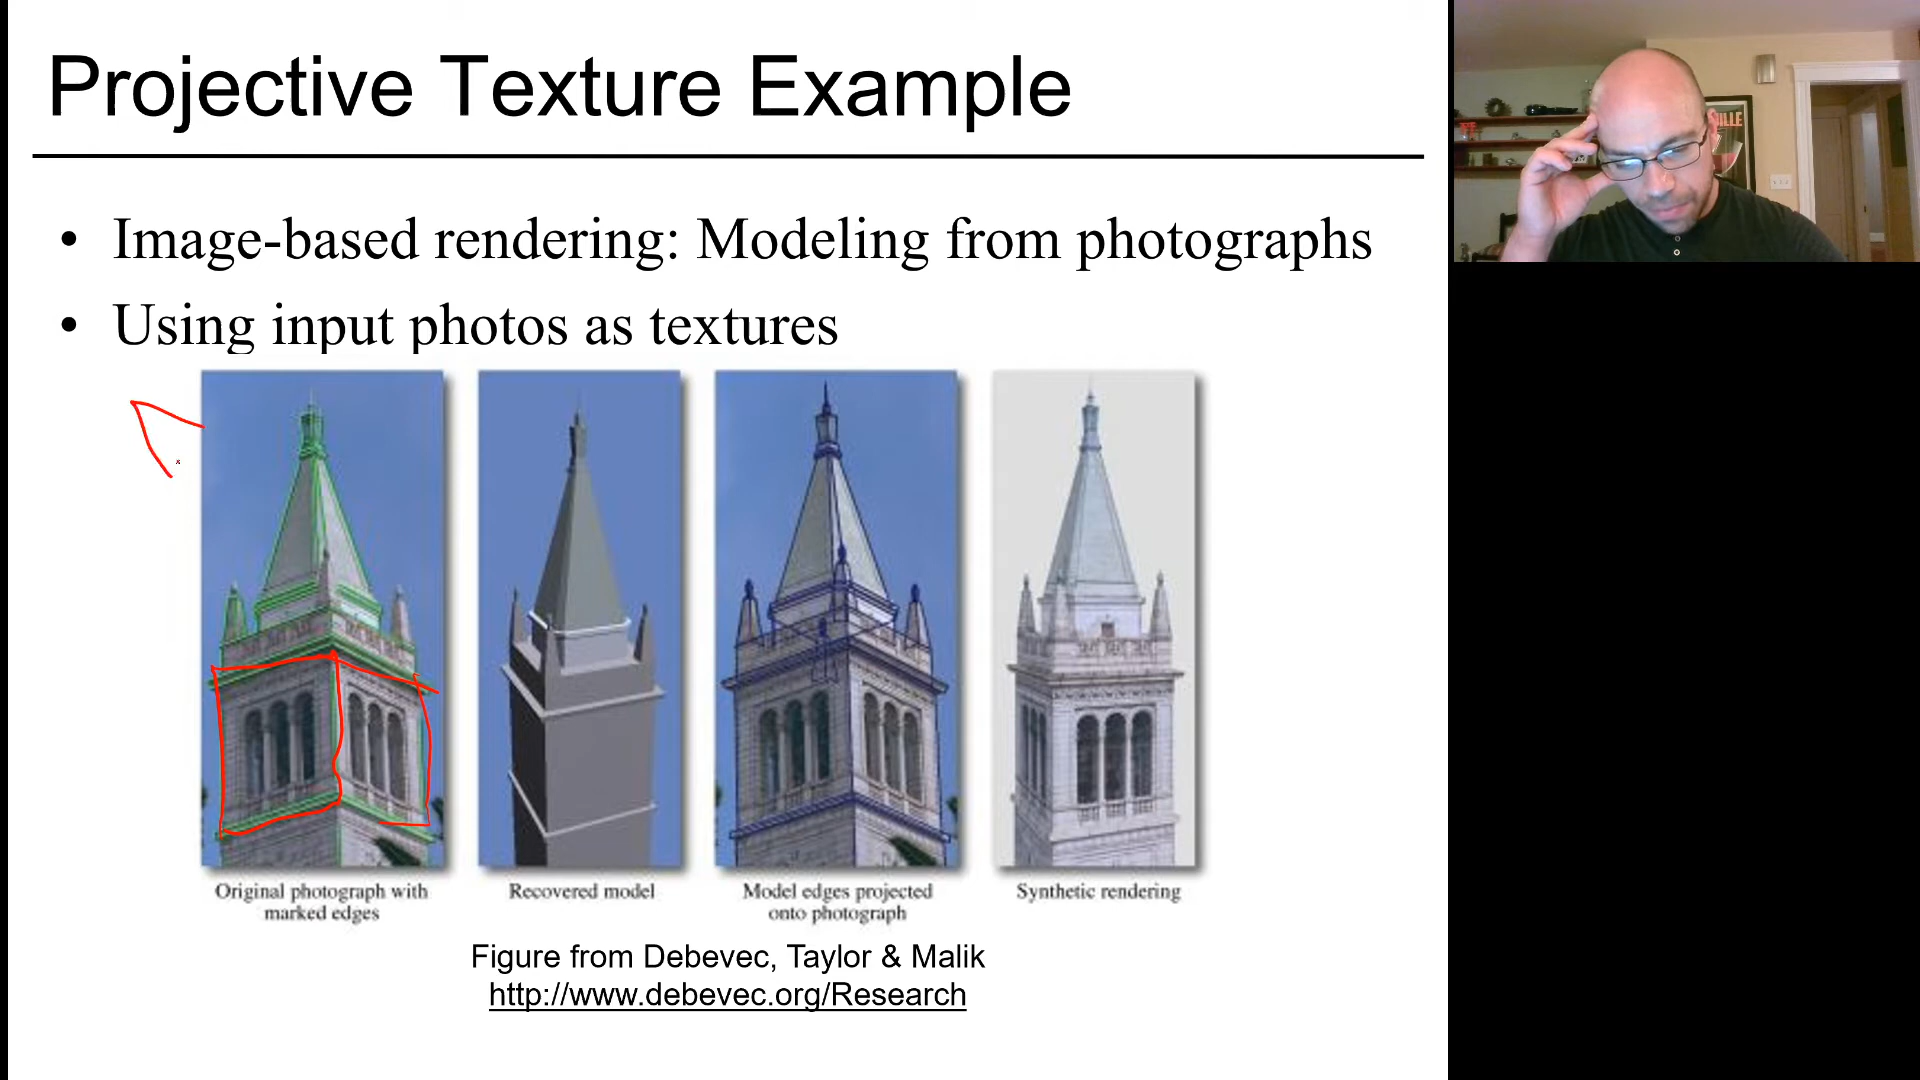 Projective Texture Example
• Image-based rendering: Modeling from photographs
• Using input photos as textures
Original photograph with
marked edges
Recovered model
Model edges projected
onto photograph
Synthetic rendering
Figure from Debevec, Taylor & Malik
http://www.debevec.org/Research